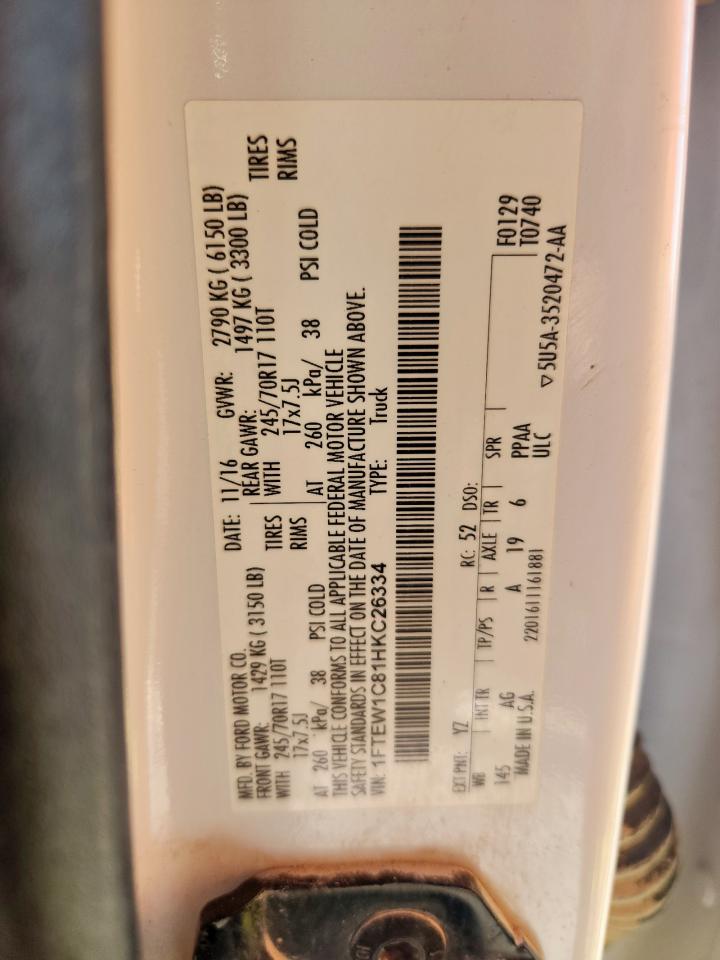 MFD. BY FORD MOTOR CO. DATE: 11/16 GVWR: 2790 KG ( 6150 LB)
FRONT GAWR: 1429 KG ( 3150 LB) REAR GAWR: 1497 KG ( 3300 LB)
WITH 245/70R17 110T TIRES WITH 245/70R17 110T TIRES
17x7.5J RIMS 17x7.5J RIMS
AT 260 kPa/ 38 PSI COLD AT 260 kPa/ 38 PSI COLD
THIS VEHICLE CONFORMS TO ALL APPLICABLE FEDERAL MOTOR VEHICLE
SAFETY STANDARDS IN EFFECT ON THE DATE OF MANUFACTURE SHOWN ABOVE.
VIN: 1FTEW1C81HKC26334 TYPE: Truck
EXT PNT: YZ RC: 52 DSO:
WB INT TR TP/PS R AXLE TR SPR F0129
145 AG A 19 6 PPAA T0740
MADE IN U.S.A. 2201611161881 ULC
▽5U5A-3520472-AA